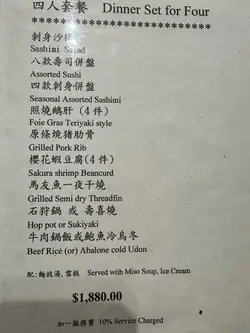 四人套餐 Dinner Set for Four
************************
刺身沙律
Sashimi Salad
八款壽司併盤
Assorted Sushi
四款刺身併盤
Seasonal Assorted Sashimi
照燒鵝肝 (4 件)
Foie Gras Teriyaki style
原條燒猪肋骨
Grilled Pork Rib
櫻花蝦豆腐(4 件)
Sakura shrimp Beancurd
馬友魚一夜干燒
Grilled Semi dry Threadfin
石狩鍋 或 壽喜燒
Hop pot or Sukiyaki
牛肉鍋飯或鮑魚冷烏冬
Beef Rice (or) Abalone cold Udon
配: 麵豉湯, 雪糕 Served with Miso Soup, Ice Cream
$1,880.00
加一服務費 10% Service Charged